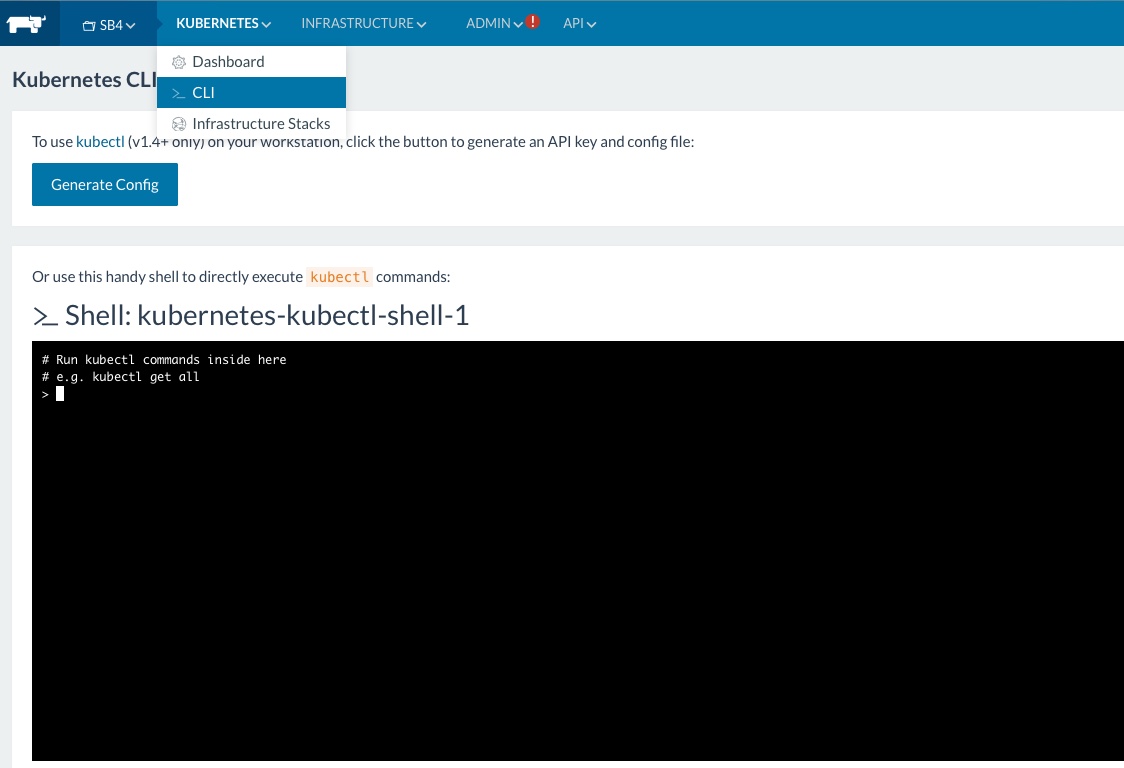 SB4 KUBERNETES INFRASTRUCTURE ADMIN ! API
Dashboard
Kubernetes CLI
CLI
Infrastructure Stacks
To use kubectl (v1.4+ only) on your workstation, click the button to generate an API key and config file:
Generate Config
Or use this handy shell to directly execute kubectl commands:
>_ Shell: kubernetes-kubectl-shell-1
# Run kubectl commands inside here
# e.g. kubectl get all
>